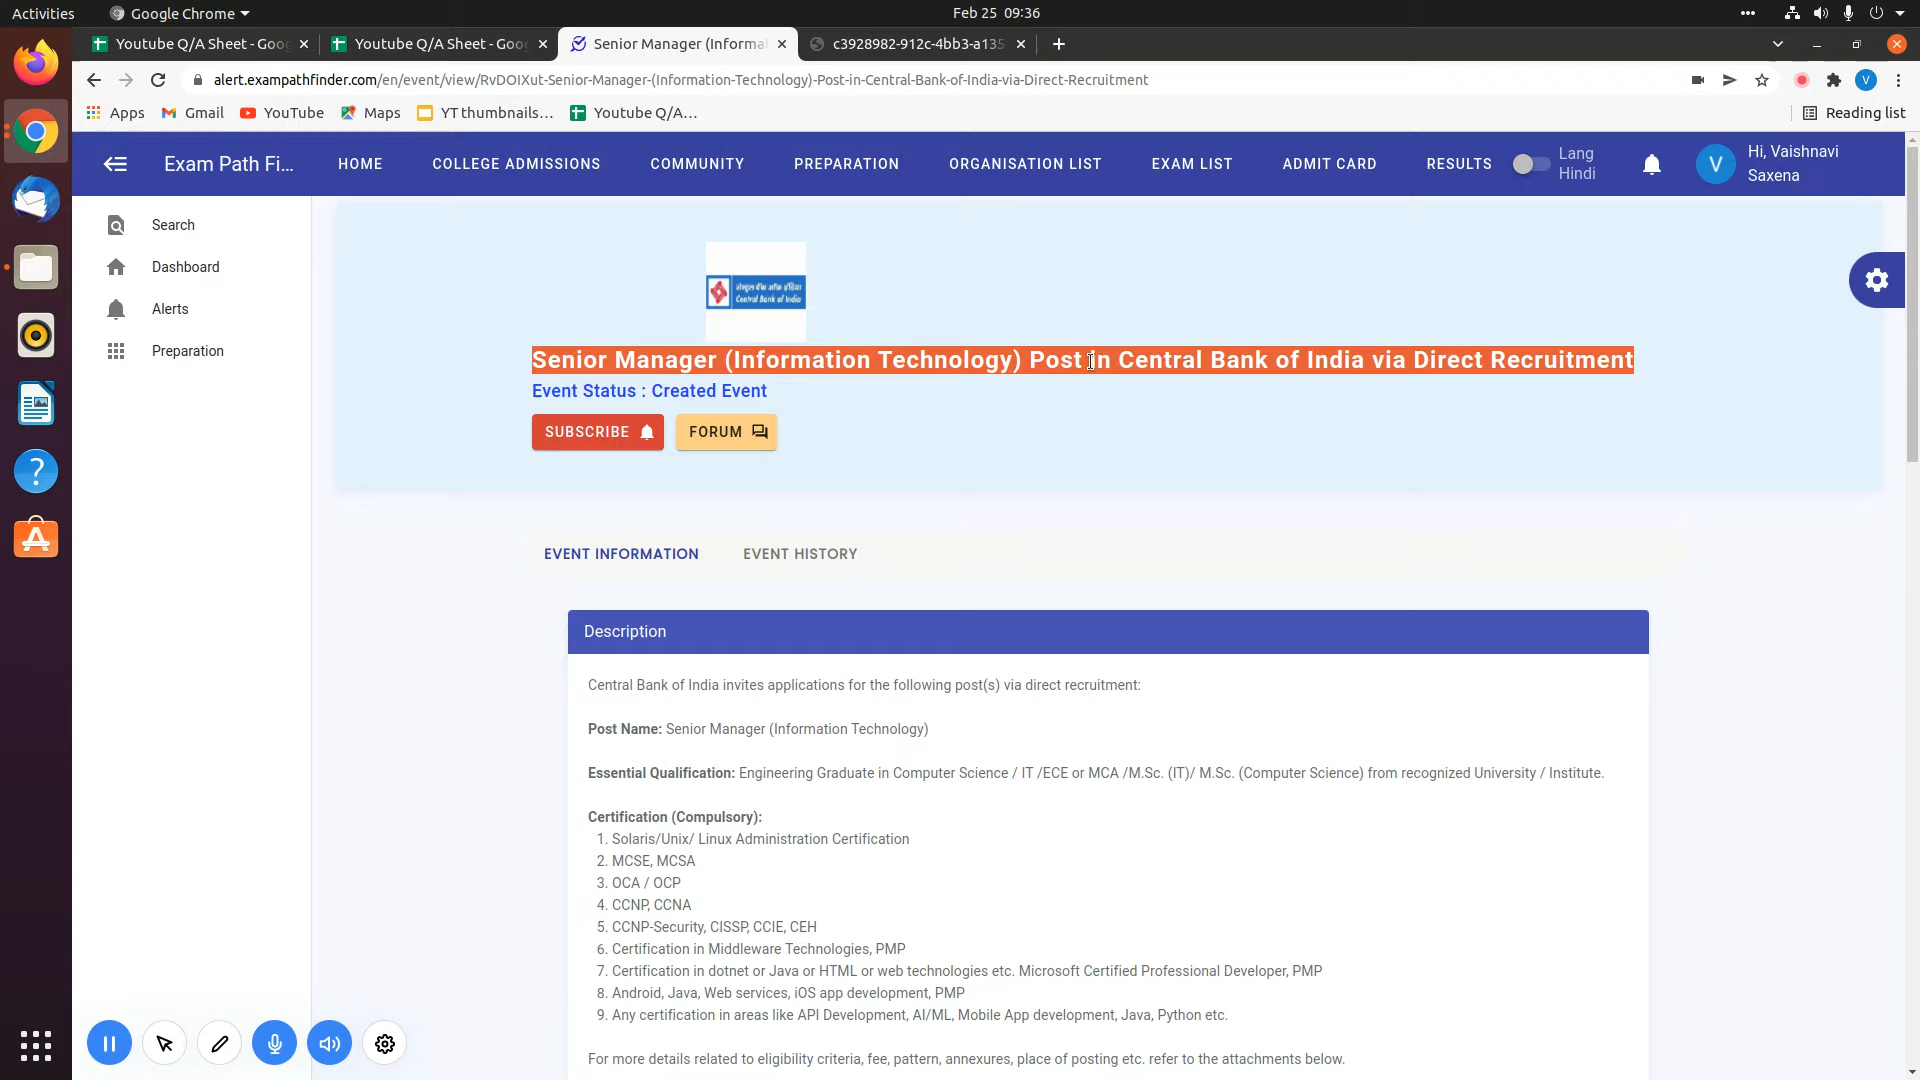 Activities
Google Chrome
Feb 25 09:36
Youtube Q/A Sheet - Goog
Youtube Q/A Sheet - Goog
Senior Manager (Informat
c3928982-912c-4bb3-a135
alert.exampathfinder.com/en/event/view/RvDOIXut-Senior-Manager-(Information-Technology)-Post-in-Central-Bank-of-India-via-Direct-Recruitment
V
Apps
Gmail
YouTube
Maps
YT thumbnails...
Youtube Q/A...
Reading list
Exam Path Fi...
HOME
COLLEGE ADMISSIONS
COMMUNITY
PREPARATION
ORGANISATION LIST
EXAM LIST
ADMIT CARD
RESULTS
Lang
Hindi
V
Hi, Vaishnavi
Saxena
Search
Dashboard
Alerts
Preparation
सेन्ट्रल बैंक ऑफ इंडिया
Central Bank of India
Senior Manager (Information Technology) Post in Central Bank of India via Direct Recruitment
Event Status : Created Event
SUBSCRIBE
FORUM
EVENT INFORMATION
EVENT HISTORY
Description
Central Bank of India invites applications for the following post(s) via direct recruitment:
Post Name: Senior Manager (Information Technology)
Essential Qualification: Engineering Graduate in Computer Science / IT /ECE or MCA /M.Sc. (IT)/ M.Sc. (Computer Science) from recognized University / Institute.
Certification (Compulsory):
1. Solaris/Unix/ Linux Administration Certification
2. MCSE, MCSA
3. OCA / OCP
4. CCNP, CCNA
5. CCNP-Security, CISSP, CCIE, CEH
6. Certification in Middleware Technologies, PMP
7. Certification in dotnet or Java or HTML or web technologies etc. Microsoft Certified Professional Developer, PMP
8. Android, Java, Web services, iOS app development, PMP
9. Any certification in areas like API Development, AI/ML, Mobile App development, Java, Python etc.
For more details related to eligibility criteria, fee, pattern, annexures, place of posting etc. refer to the attachments below.